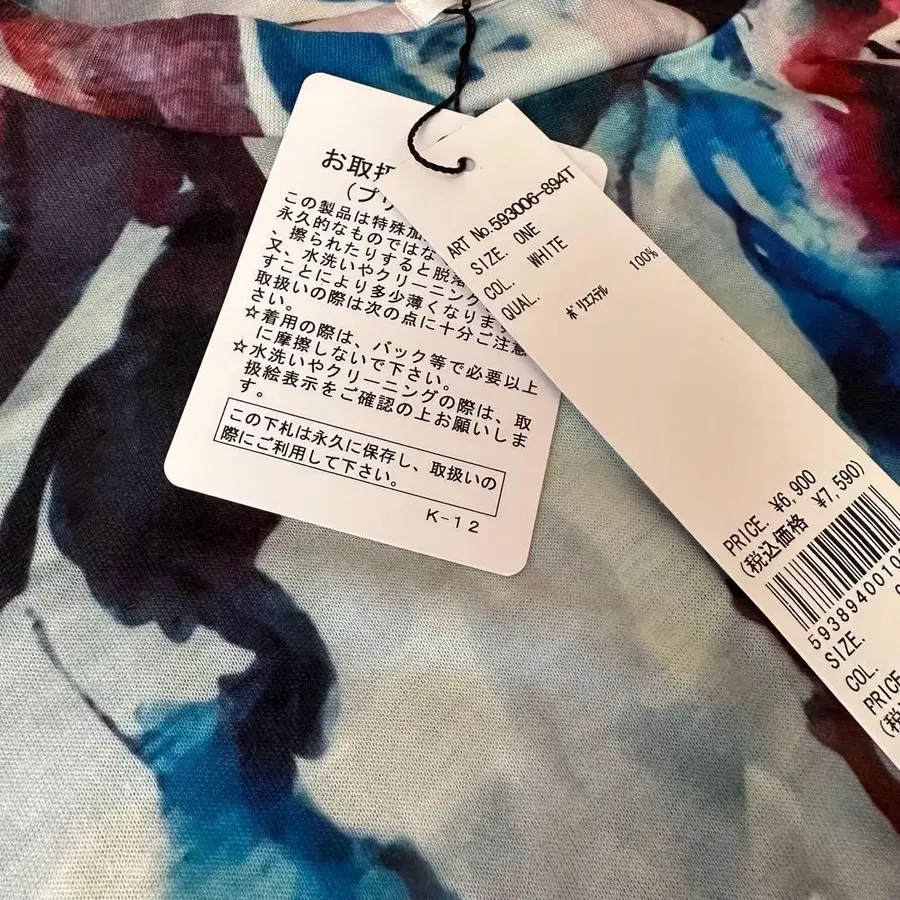 お取扱
(プリ
この製品は特殊加
永久的なものではな
、擦られたりすると脱落
又、水洗いやクリーニング
すことにより多少薄くなりま
取扱いの際は次の点に十分ご注意
さい。
☆着用の際は、バック等で必要以上
に摩擦しないで下さい。
☆水洗いやクリーニングの際は、取
扱絵表示をご確認の上お願いしま
す。
この下札は永久に保存し、取扱いの
際にご利用して下さい。
K-12
ART No.593006-894T
SIZE. ONE
COL. WHITE
QUAL.
ポリエステル 100%
PRICE. ¥6,900
(税込価格 ¥7,590)
593894001
SIZE.
COL.
PRICE
(税